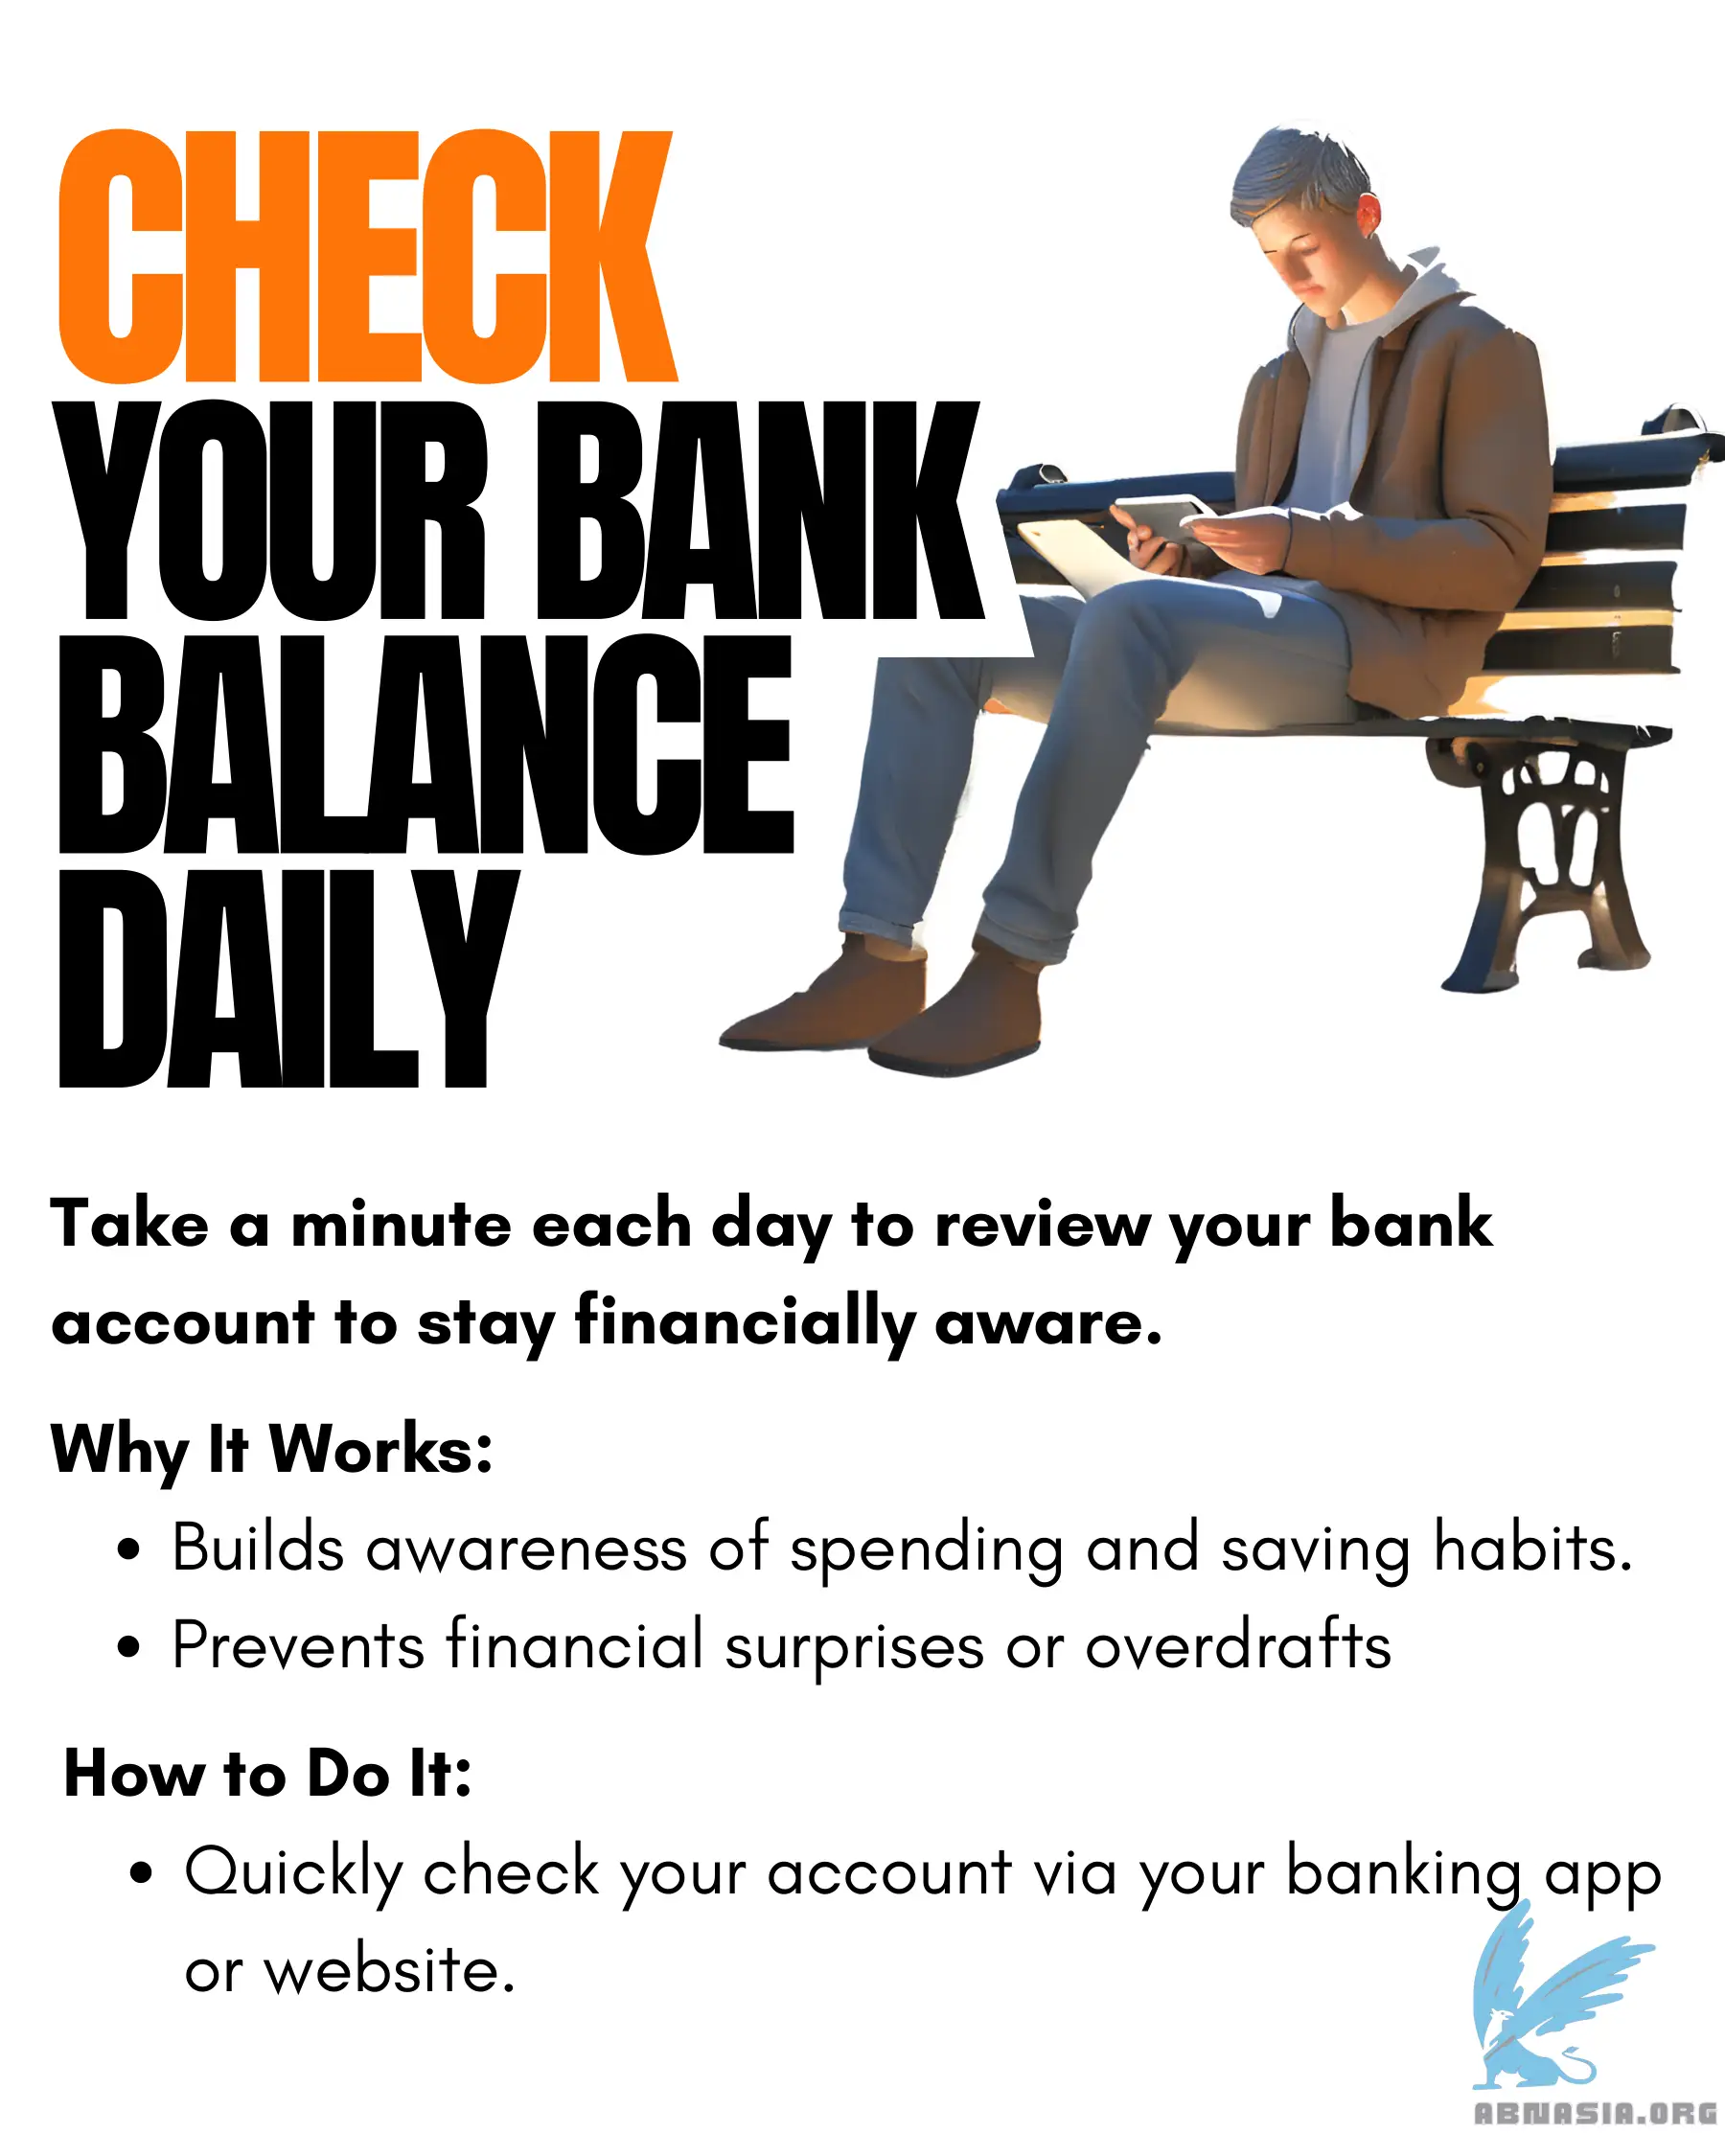 CHECK
YOUR BANK
BALANCE
DAILY
Take a minute each day to review your bank
account to stay financially aware.
Why It Works:
• Builds awareness of spending and saving habits.
• Prevents financial surprises or overdrafts
How to Do It:
• Quickly check your account via your banking app
or website.
ABNASIA.ORG